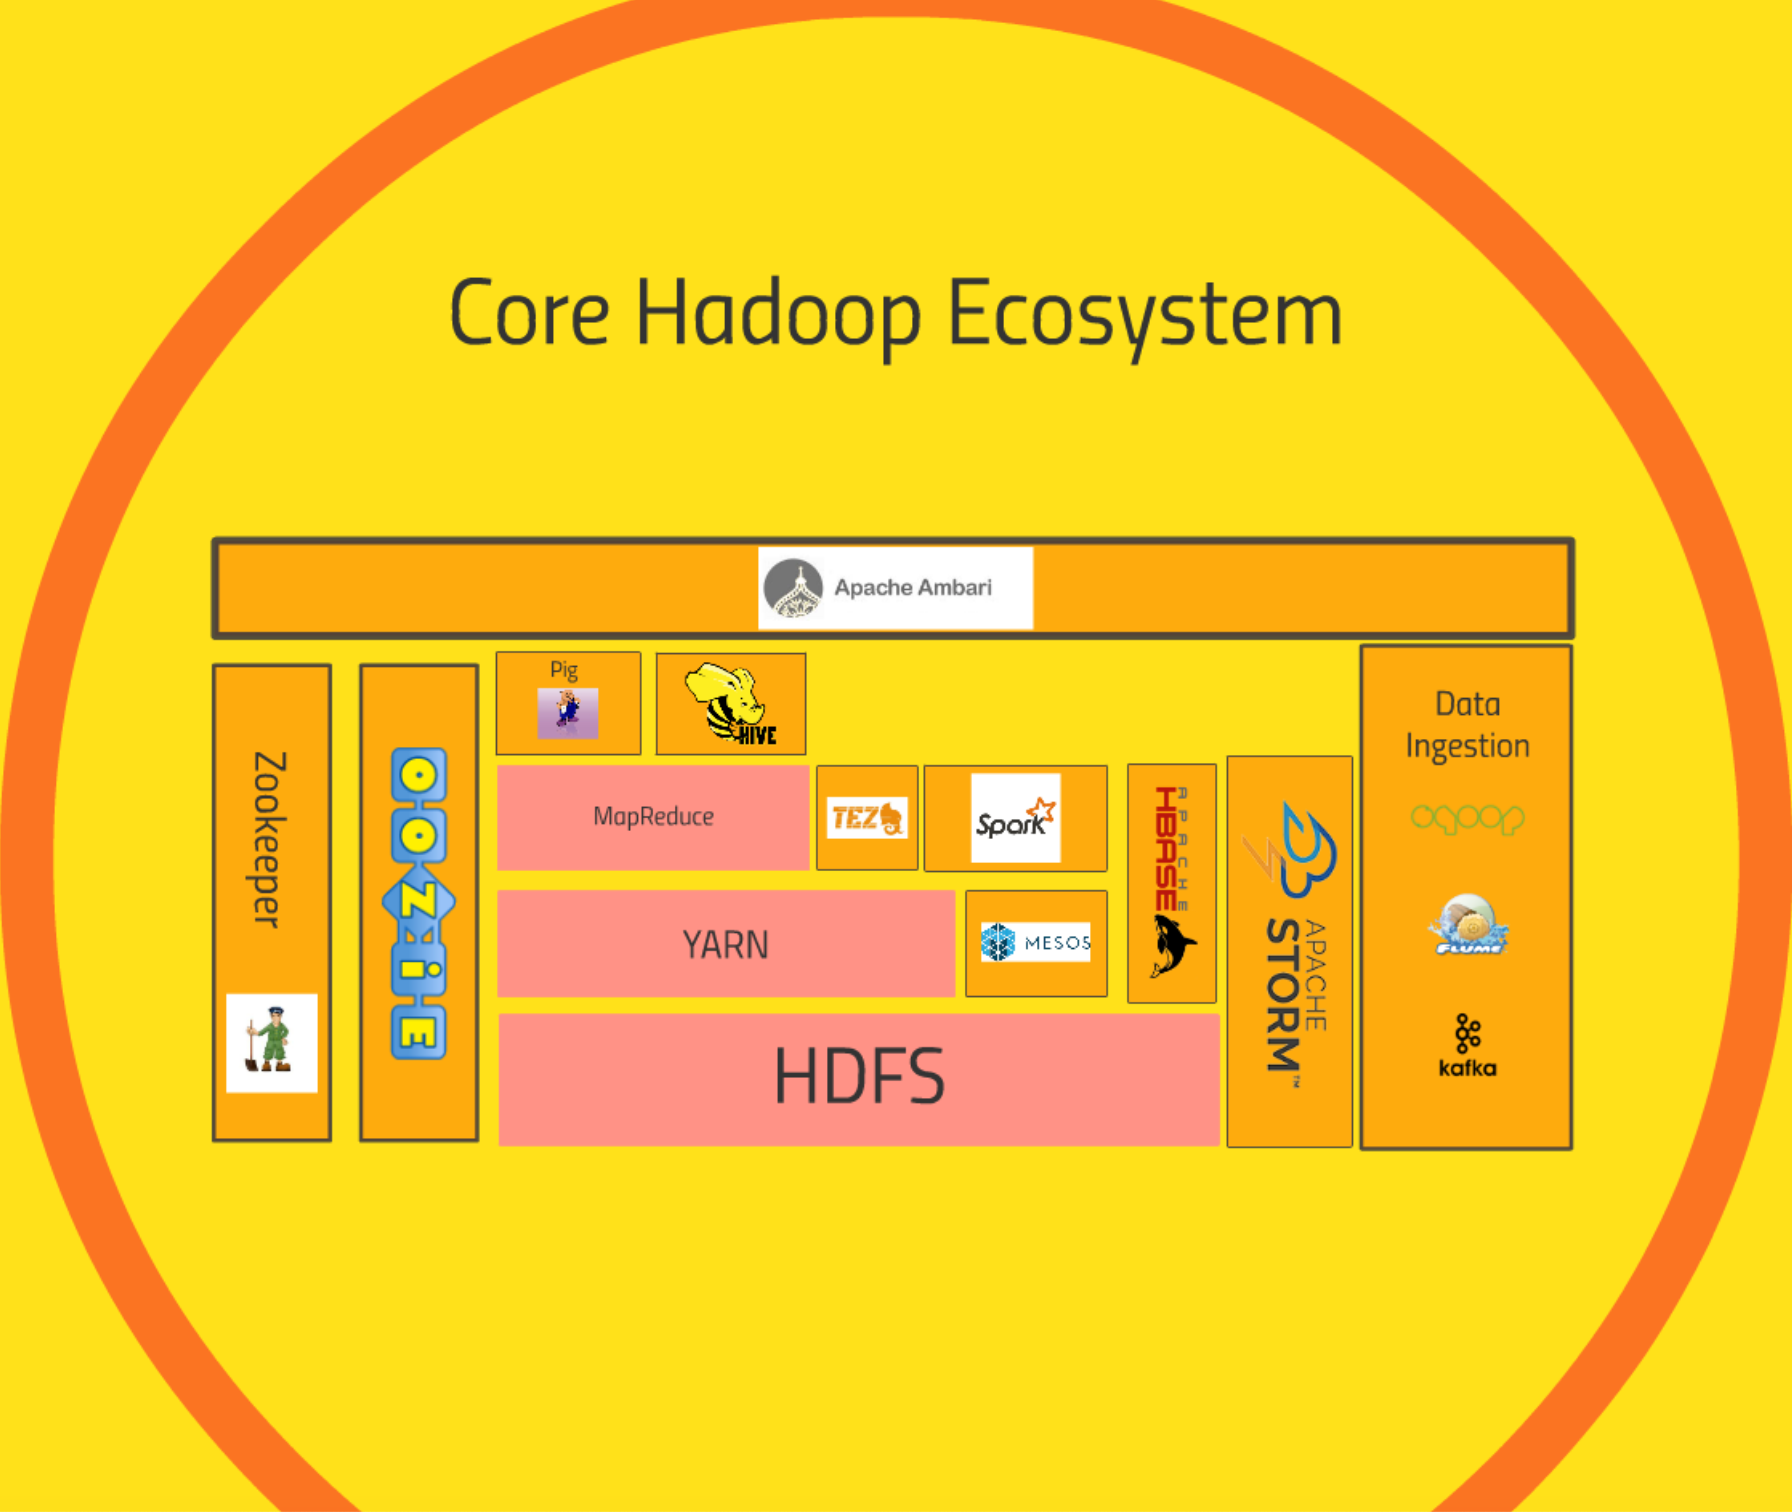 Core Hadoop Ecosystem
Apache Ambari
Zookeeper
OOZIE
Pig
HIVE
MapReduce
TEZ
Spark
YARN
MESOS
HDFS
APACHE
HBASE
APACHE
STORM™
Data
Ingestion
sqoop
FLUME
kafka